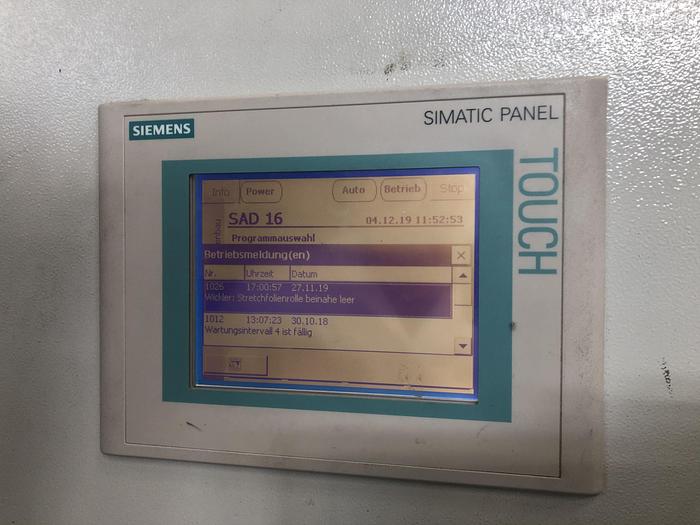 SIEMENS
SIMATIC PANEL
TOUCH
Info Power Auto Betrieb Stop
SAD 16 04.12.19 11:52:53
Programmauswahl
Betriebsmeldung(en)
Nr. Uhrzeit Datum
1026 17:00:57 27.11.19
Wickler: Stretchfolienrolle beinahe leer
1012 13:07:23 30.10.18
Wartungsintervall 4 ist fällig